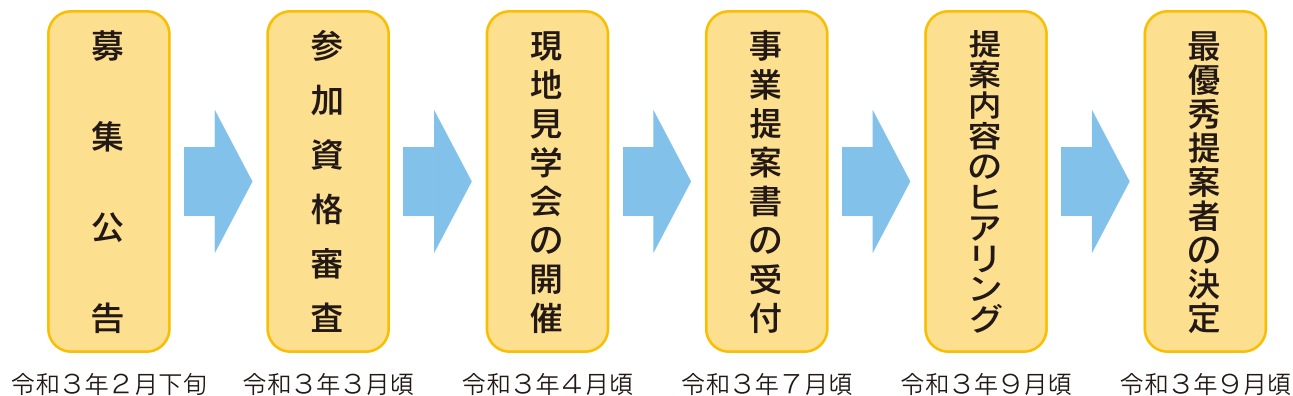 募集公告
令和３年２月下旬
参加資格審査
令和３年３月頃
現地見学会の開催
令和３年４月頃
事業提案書の受付
令和３年７月頃
提案内容のヒアリング
令和３年９月頃
最優秀提案者の決定
令和３年９月頃